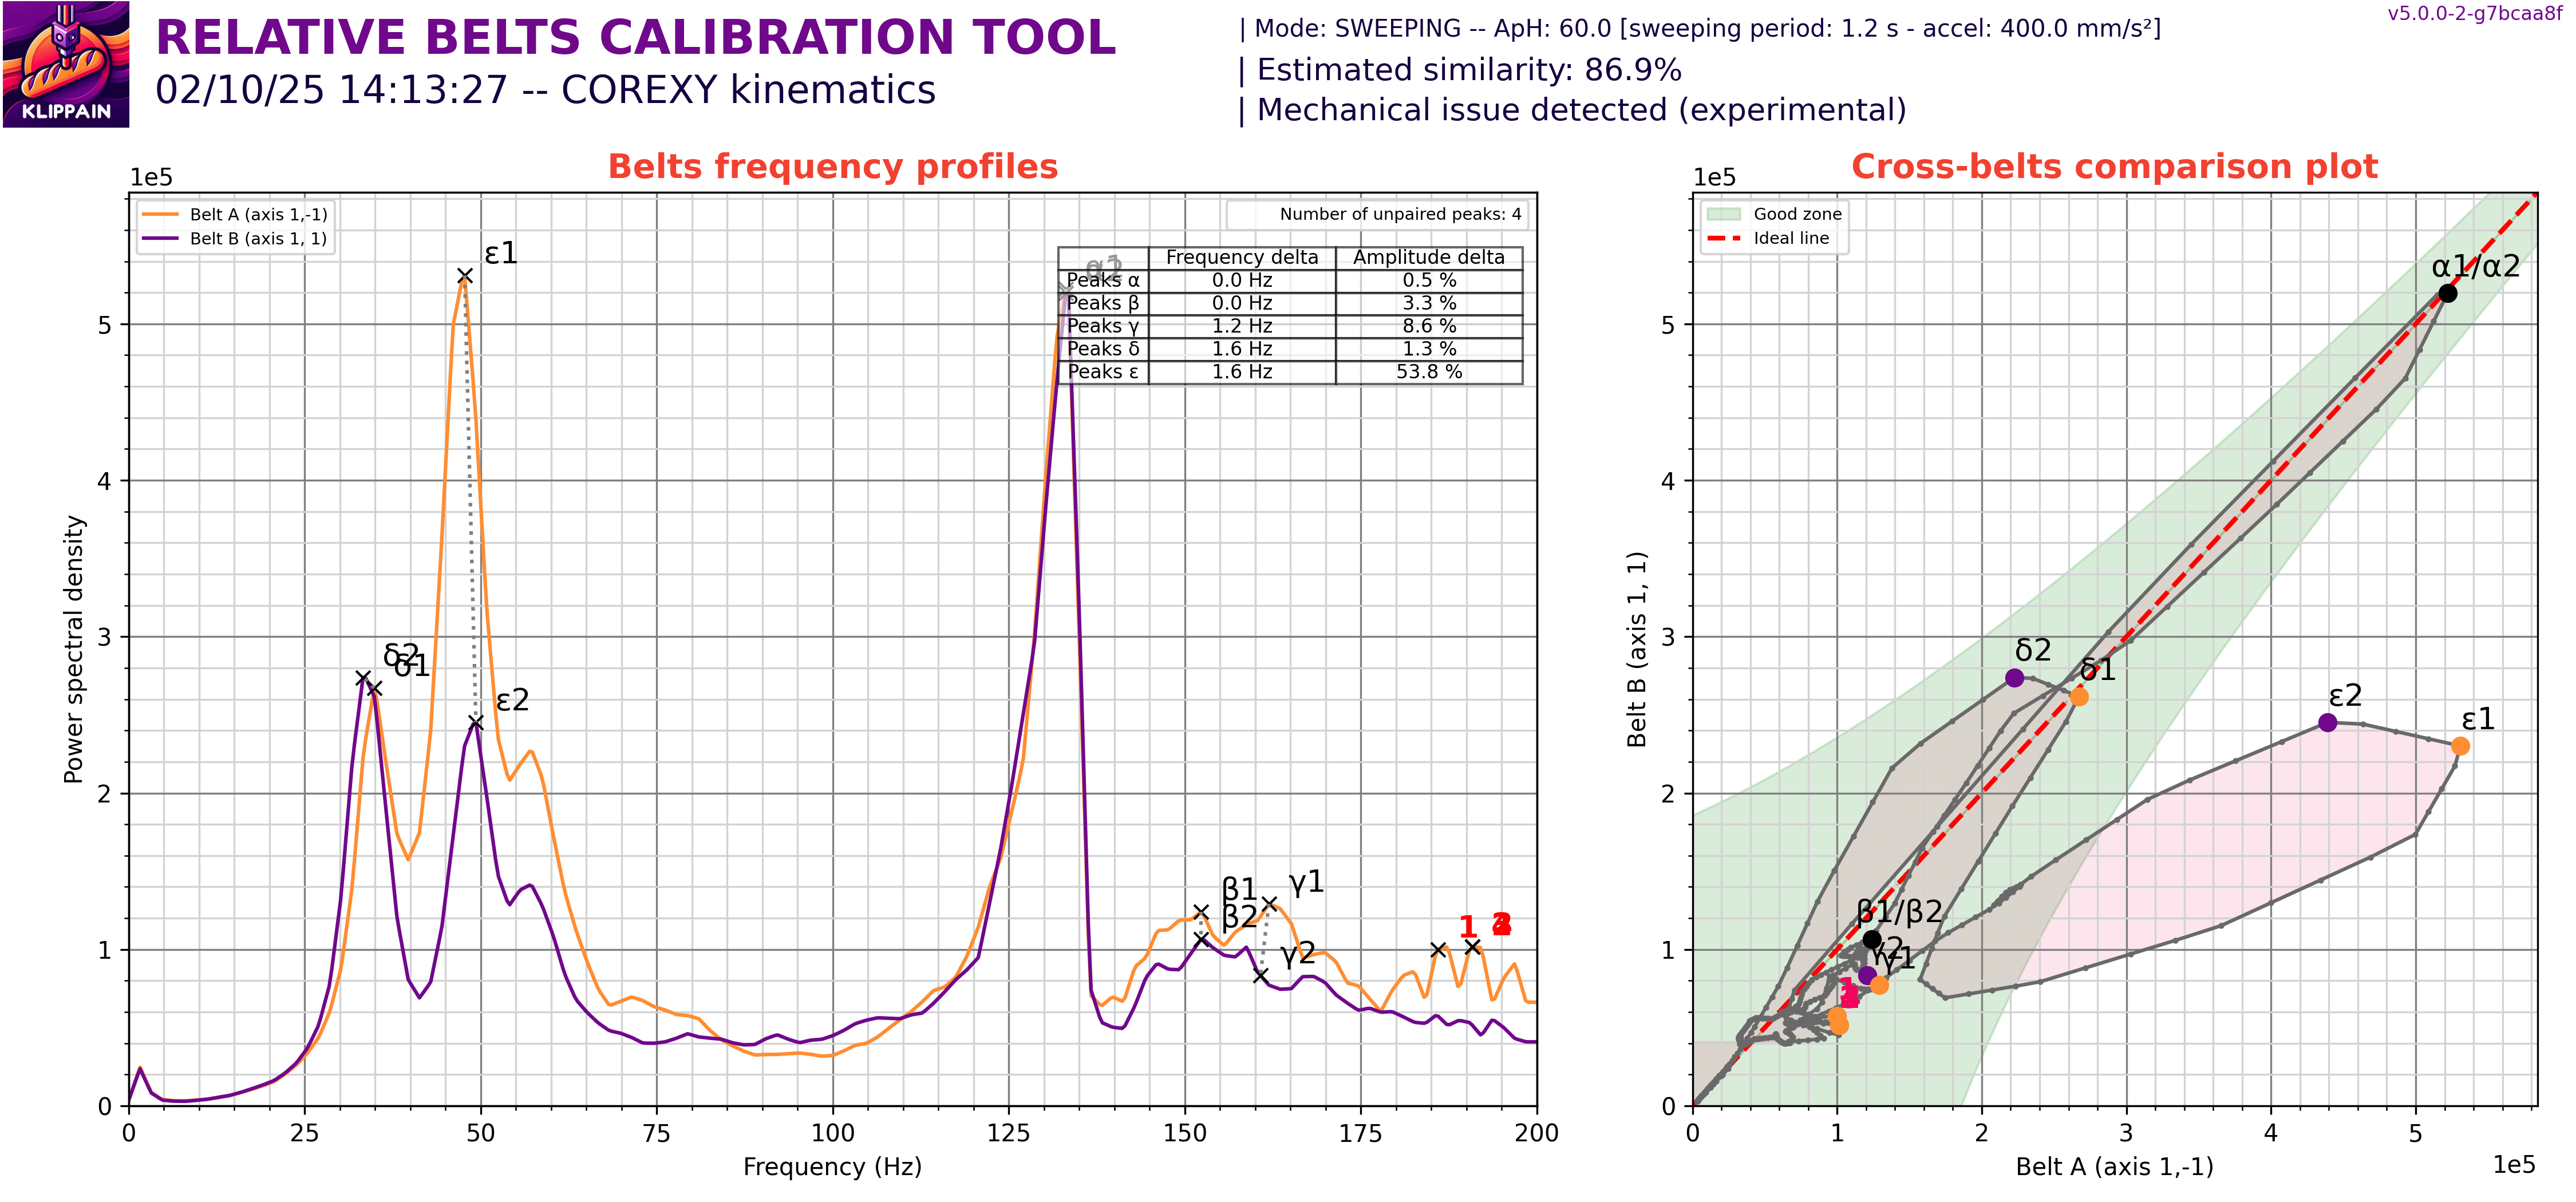 KLIPPAIN
RELATIVE BELTS CALIBRATION TOOL
02/10/25 14:13:27 -- COREXY kinematics
| Mode: SWEEPING -- ApH: 60.0 [sweeping period: 1.2 s - accel: 400.0 mm/s²]
| Estimated similarity: 86.9%
| Mechanical issue detected (experimental)
v5.0.0-2-g7bcaa8f
Belts frequency profiles
1e5
Belt A (axis 1,-1)
Belt B (axis 1, 1)
Number of unpaired peaks: 4
Frequency delta Amplitude delta
Peaks α 0.0 Hz 0.5 %
Peaks β 0.0 Hz 3.3 %
Peaks γ 1.2 Hz 8.6 %
Peaks δ 1.6 Hz 1.3 %
Peaks ε 1.6 Hz 53.8 %
ε1
δ2
δ1
ε2
β1
β2
γ1
γ2
1
Power spectral density
5
4
3
2
1
0
0 25 50 75 100 125 150 175 200
Frequency (Hz)
Cross-belts comparison plot
1e5
Good zone
Ideal line
α1/α2
δ2
δ1
ε2
ε1
β1/β2
γ2
γ1
Belt B (axis 1, 1)
5
4
3
2
1
0
0 1 2 3 4 5
1e5
Belt A (axis 1,-1)